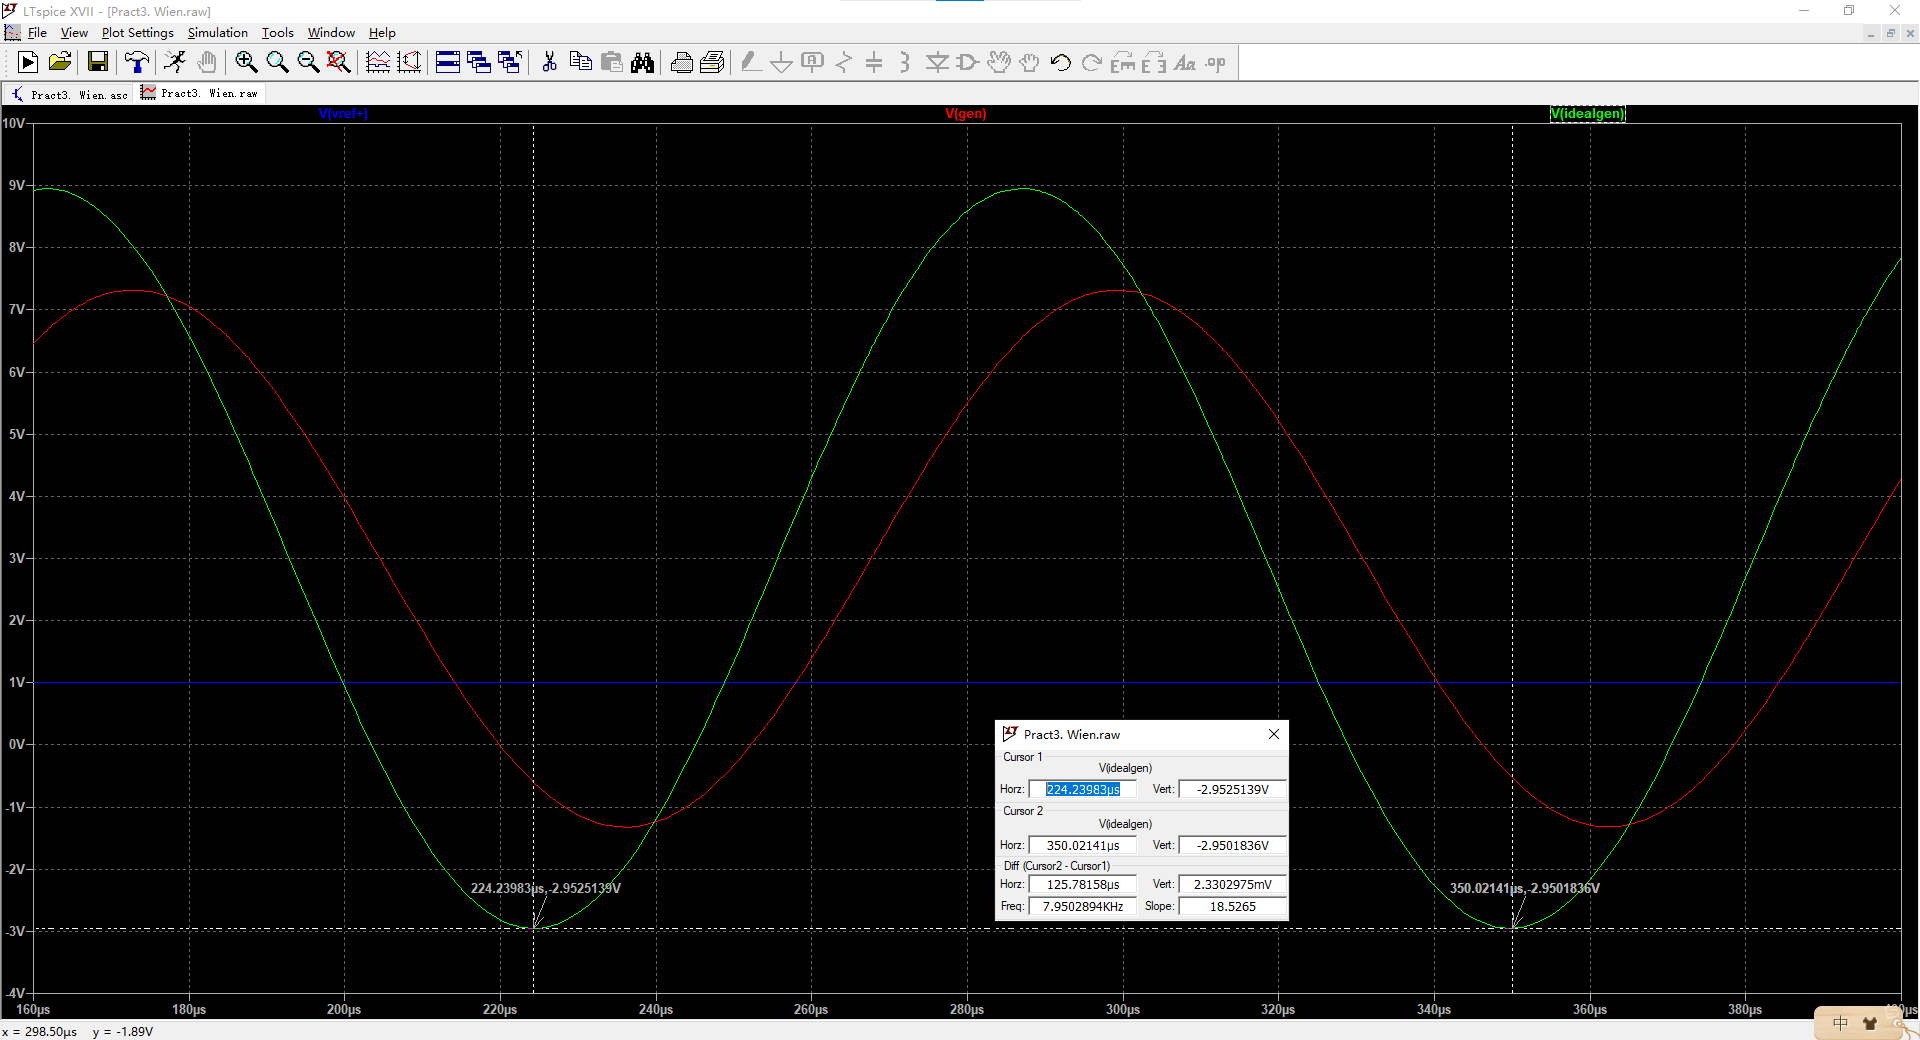 LTspice XVII - [Pract3. Wien.raw]
File View Plot Settings Simulation Tools Window Help
Pract3. Wien.asc Pract3. Wien.raw
V(vref+) V(gen) V(idealgen)
10V
9V
8V
7V
6V
5V
4V
3V
2V
1V
0V
-1V
-2V
-3V
-4V
224.23983µs,-2.9525139V
350.02141µs,-2.9501836V
Pract3. Wien.raw
Cursor 1
V(idealgen)
Horz: 224.23983µs Vert: -2.9525139V
Cursor 2
V(idealgen)
Horz: 350.02141µs Vert: -2.9501836V
Diff (Cursor2 - Cursor1)
Horz: 125.78158µs Vert: 2.3302975mV
Freq: 7.9502894KHz Slope: 18.5265
160µs 180µs 200µs 220µs 240µs 260µs 280µs 300µs 320µs 340µs 360µs 380µs
x = 298.50µs y = -1.89V
中